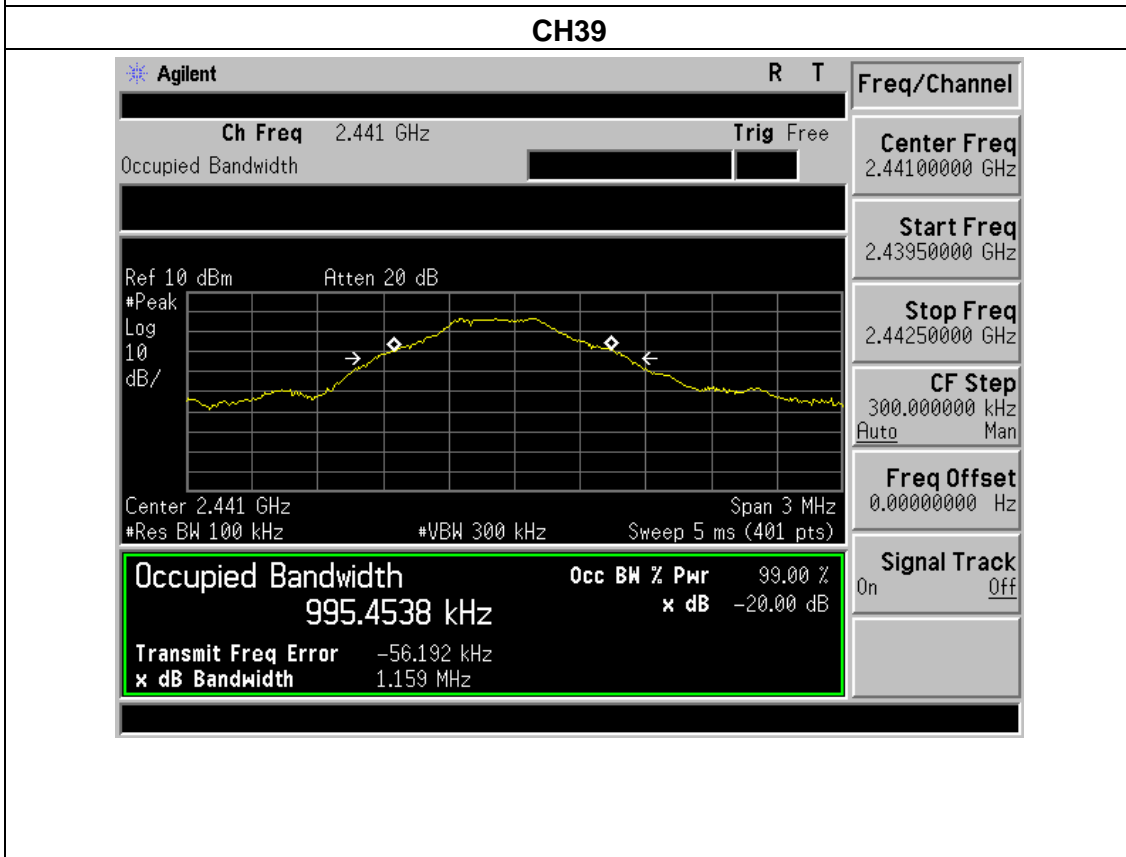 CH39
Agilent R T
Freq/Channel
Ch Freq 2.441 GHz Trig Free
Occupied Bandwidth
Center Freq
2.44100000 GHz
Start Freq
2.43950000 GHz
Stop Freq
2.44250000 GHz
CF Step
300.000000 kHz
Auto Man
Freq Offset
0.00000000 Hz
Signal Track
On Off
Ref 10 dBm Atten 20 dB
#Peak
Log
10
dB/
Center 2.441 GHz Span 3 MHz
#Res BW 100 kHz #VBW 300 kHz Sweep 5 ms (401 pts)
Occupied Bandwidth
995.4538 kHz
Occ BW % Pwr 99.00 %
x dB -20.00 dB
Transmit Freq Error -56.192 kHz
x dB Bandwidth 1.159 MHz